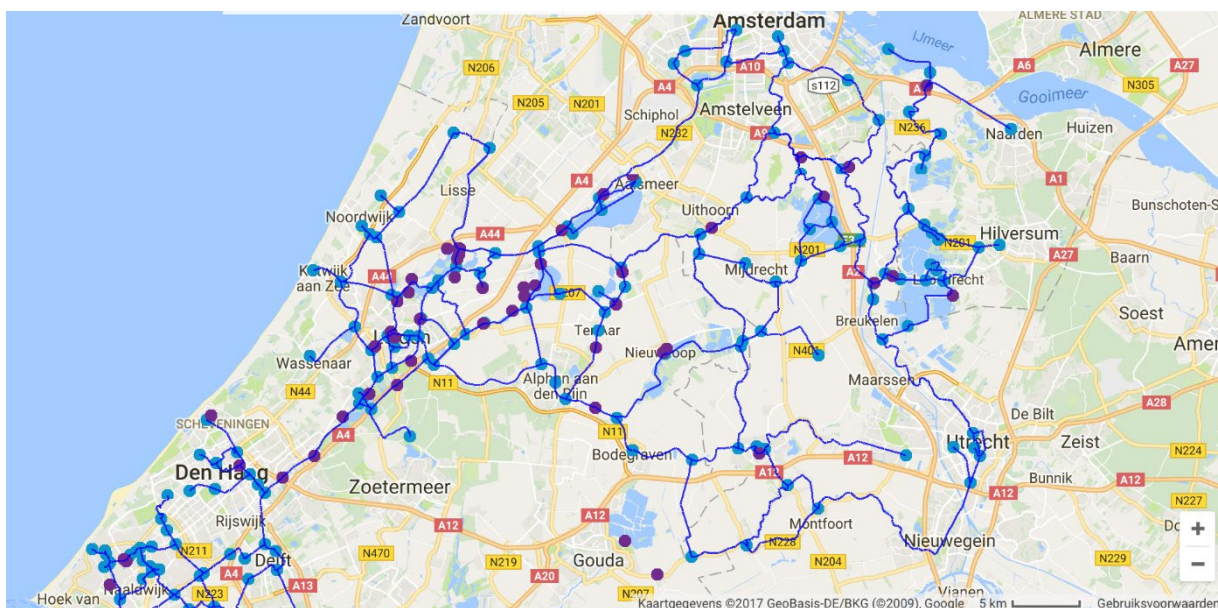 Zandvoort
Amsterdam
ALMERE STAD
IJmeer
Almere
N206
A4
A10
A6
A27
s112
N305
N205
N201
Amstelveen
Gooimeer
Schiphol
N232
A9
N236
Naarden
Huizen
Lisse
A4
Aalsmeer
A1
Bunschoten-S
Noordwijk
A44
Uithoorn
N201
N201
Hilversum
A27
Baarn
Katwijk
aan Zee
A44
Mijdrecht
A2
Loosdrecht
N207
Ter Aar
Breukelen
Soest
Leiden
Wassenaar
Nieuwkoop
N401
Amer
N44
N11
Alphen aan
den Rijn
Maarssen
SCHEVENINGEN
A4
N11
De Bilt
A28
Den Haag
Bodegraven
A12
A12
Utrecht
Zeist
N224
Zoetermeer
Bunnik
A12
Rijswijk
A12
A12
Montfoort
N227
N211
Delft
N470
N219
Gouda
N228
N204
Nieuwegein
A4
A13
A20
N229
Naaldwijk
N223
N207
Hoek van
Vianen
Kaartgegevens ©2017 GeoBasis-DE/BKG (©2009), Google
5 km
Gebruiksvoorwaarden